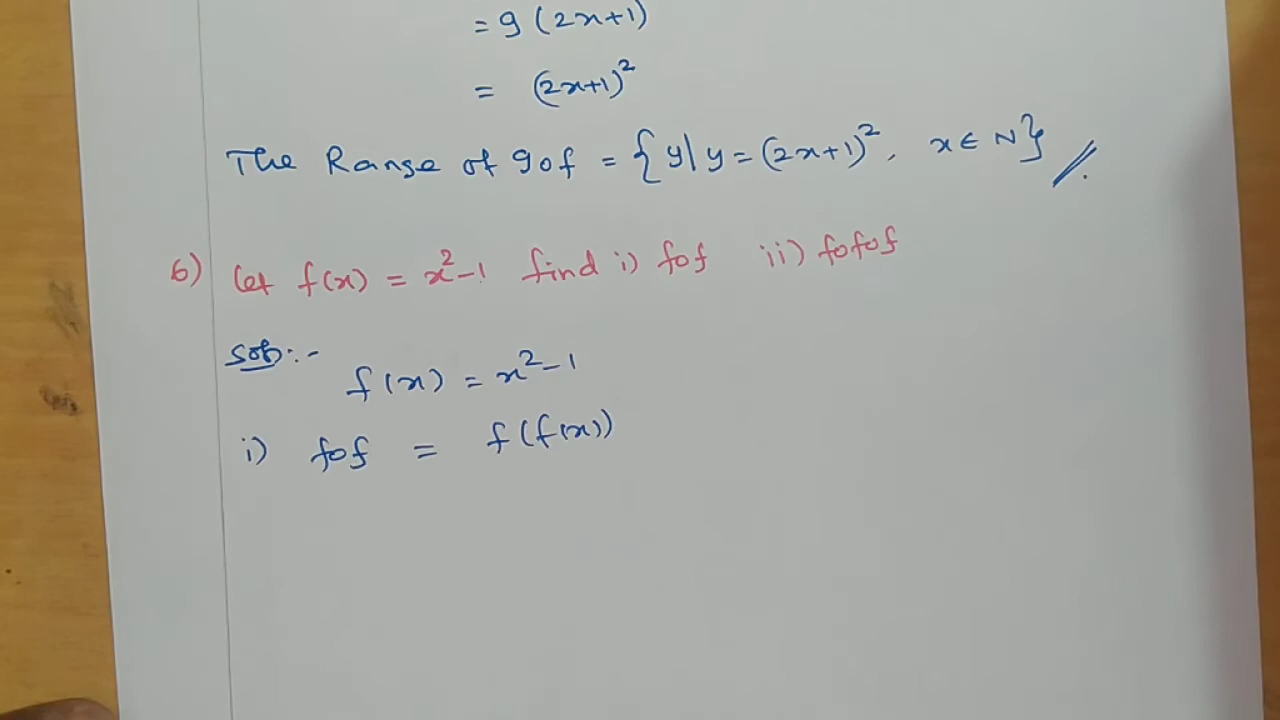 = g (2x+1)
= (2x+1)²
The Range of gof = {y| y = (2x+1)², x ∈ N}
6) Let f(x) = x²-1 find i) fof ii) fofof
Sol:-
f(x) = x²-1
i) fof = f(f(x))